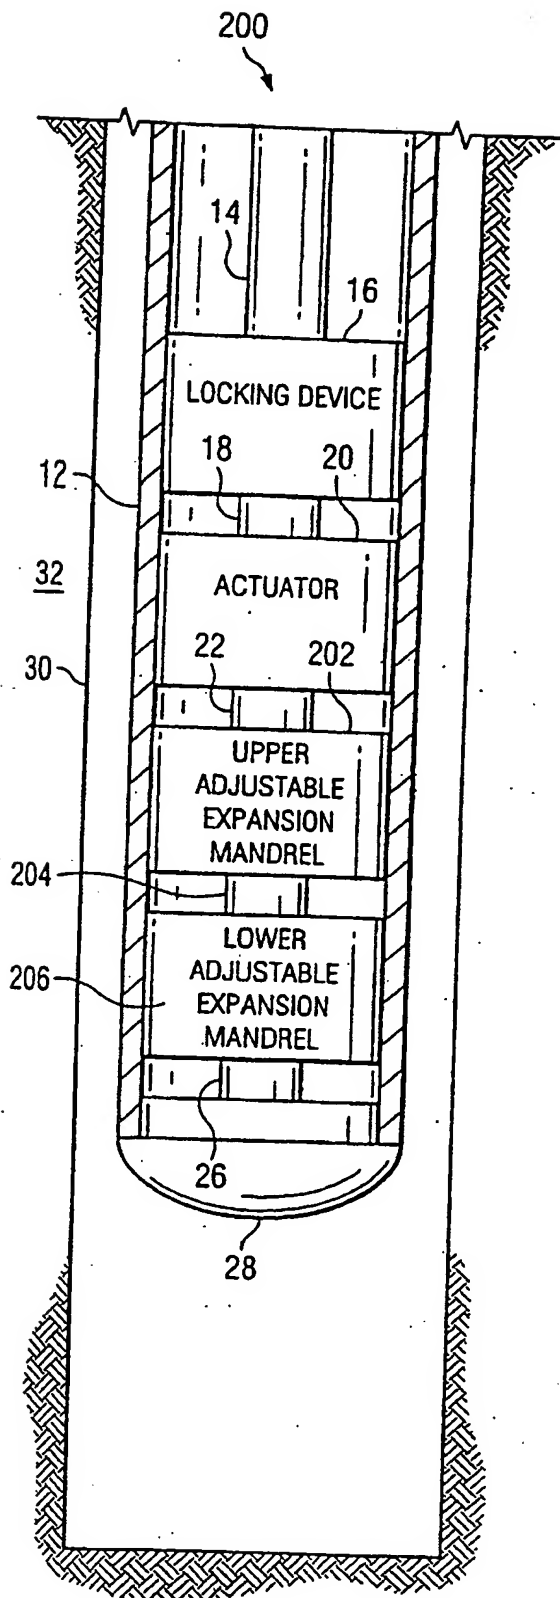 200
14
16
LOCKING DEVICE
12
18
20
32
ACTUATOR
30
22
202
UPPER
ADJUSTABLE
EXPANSION
MANDREL
204
LOWER
ADJUSTABLE
206
EXPANSION
MANDREL
26
28